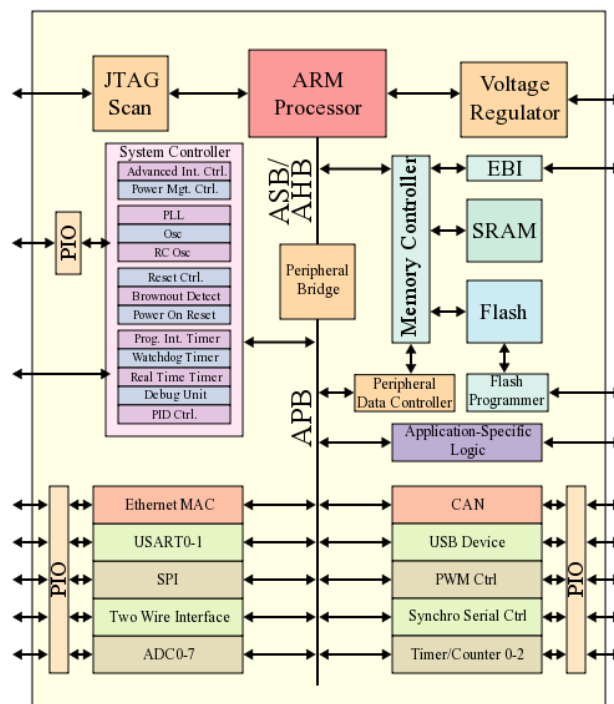 JTAG
Scan
ARM
Processor
Voltage
Regulator
System Controller
Advanced Int. Ctrl.
Power Mgt. Ctrl.
PLL
Osc
RC Osc
Reset Ctrl.
Brownout Detect
Power On Reset
Prog. Int. Timer
Watchdog Timer
Real Time Timer
Debug Unit
PID Ctrl.
PIO
ASB/
AHB
Peripheral
Bridge
APB
Memory Controller
EBI
SRAM
Flash
Peripheral
Data Controller
Flash
Programmer
Application-Specific
Logic
PIO
Ethernet MAC
USART0-1
SPI
Two Wire Interface
ADC0-7
CAN
USB Device
PWM Ctrl
Synchro Serial Ctrl
Timer/Counter 0-2
PIO